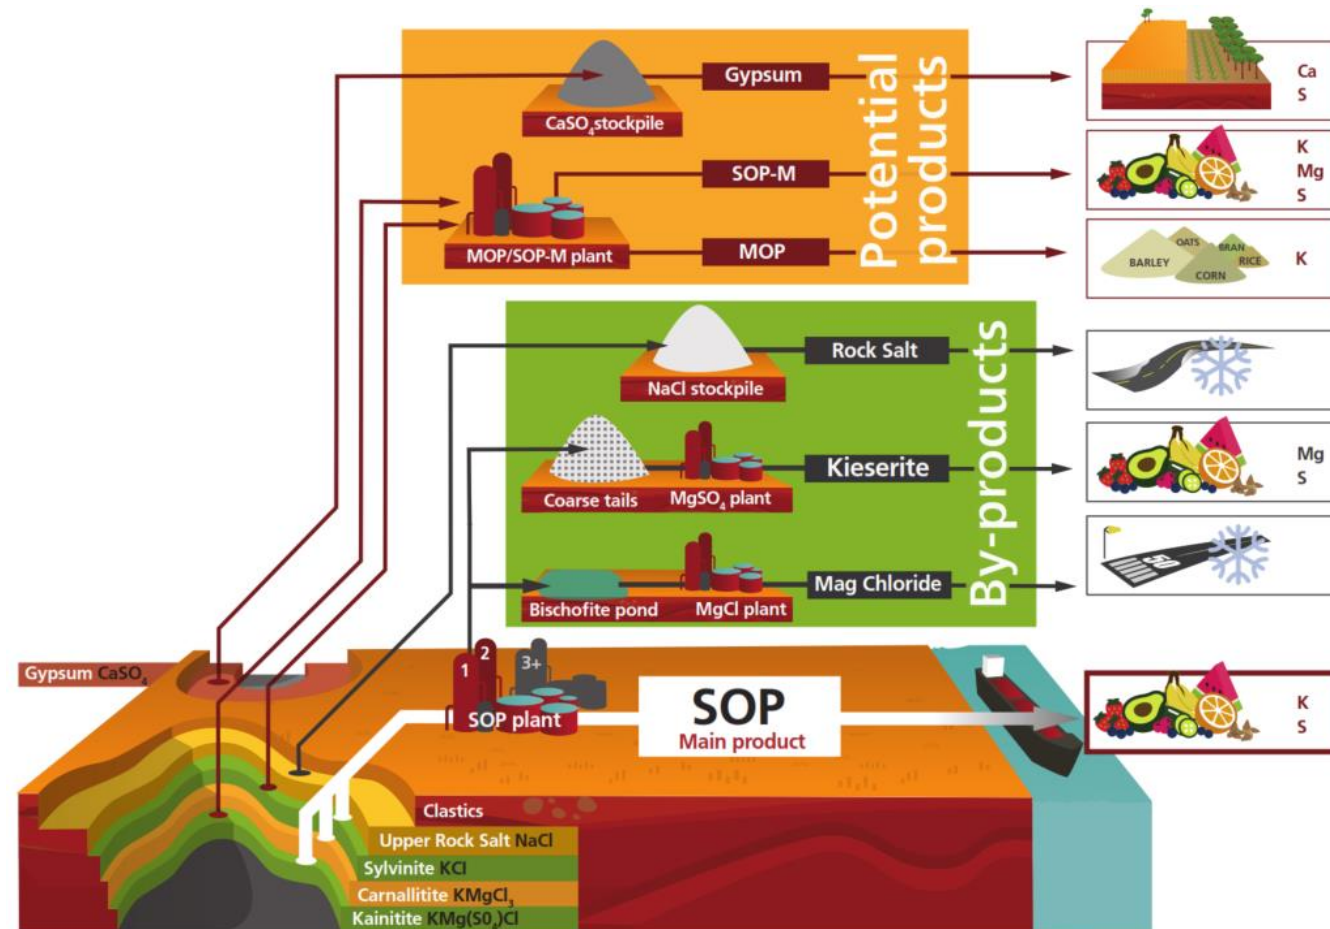 Gypsum
CaSO₄ stockpile
Ca
S
SOP-M
K
Mg
S
MOP/SOP-M plant
MOP
Potential
products
BARLEY
OATS
BRAN
RICE
CORN
K
Rock Salt
NaCl stockpile
Kieserite
Coarse tails
MgSO₄ plant
Mg
S
Mag Chloride
Bischofite pond
MgCl plant
By-products
50
Gypsum CaSO₄
1
2
3+
SOP plant
SOP
Main product
K
S
Clastics
Upper Rock Salt NaCl
Sylvinite KCl
Carnallitite KMgCl₃
Kainitite KMg(S0₄)Cl